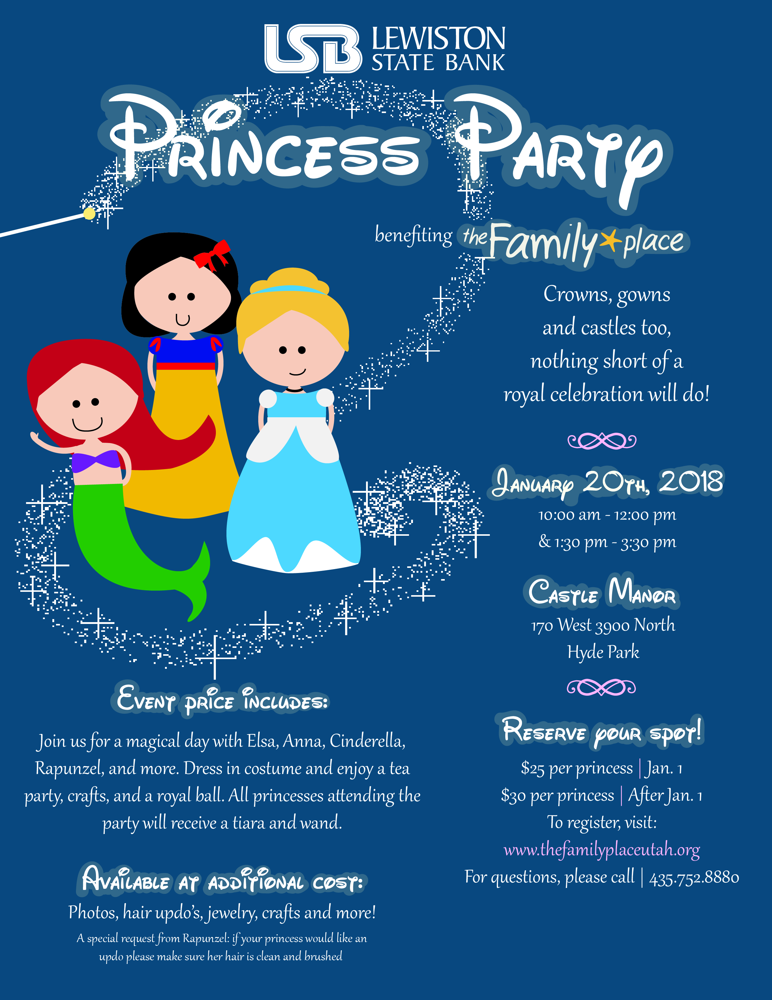 LSB LEWISTON
STATE BANK
Princess Party
benefiting the Family place
Crowns, gowns
and castles too,
nothing short of a
royal celebration will do!
January 20th, 2018
10:00 am - 12:00 pm
& 1:30 pm - 3:30 pm
Castle Manor
170 West 3900 North
Hyde Park
Event price includes:
Join us for a magical day with Elsa, Anna, Cinderella,
Rapunzel, and more. Dress in costume and enjoy a tea
party, crafts, and a royal ball. All princesses attending the
party will receive a tiara and wand.
Available at additional cost:
Photos, hair updo's, jewelry, crafts and more!
A special request from Rapunzel: if your princess would like an
updo please make sure her hair is clean and brushed
Reserve your spot!
$25 per princess | Jan. 1
$30 per princess | After Jan. 1
To register, visit:
www.thefamilyplaceutah.org
For questions, please call | 435.752.8880